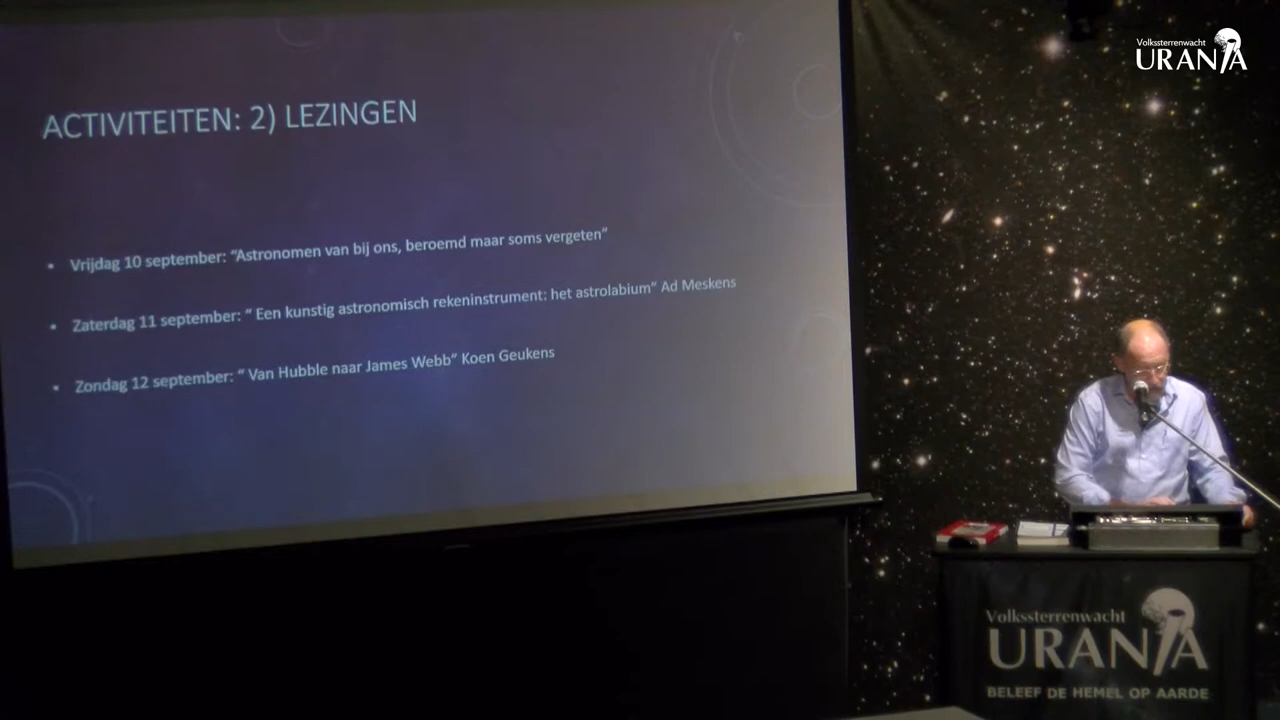 Volkssterrenwacht
URANIA
ACTIVITEITEN: 2) LEZINGEN
• Vrijdag 10 september: “Astronomen van bij ons, beroemd maar soms vergeten”
• Zaterdag 11 september: “ Een kunstig astronomisch rekeninstrument: het astrolabium” Ad Meskens
• Zondag 12 september: “ Van Hubble naar James Webb” Koen Geukens
Volkssterrenwacht
URANIA
BELEEF DE HEMEL OP AARDE